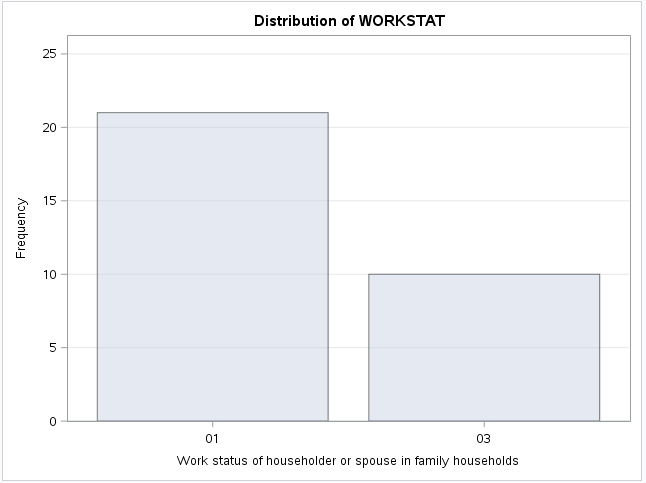 Distribution of WORKSTAT
25
20
15
10
5
0
Frequency
01 03
Work status of householder or spouse in family households